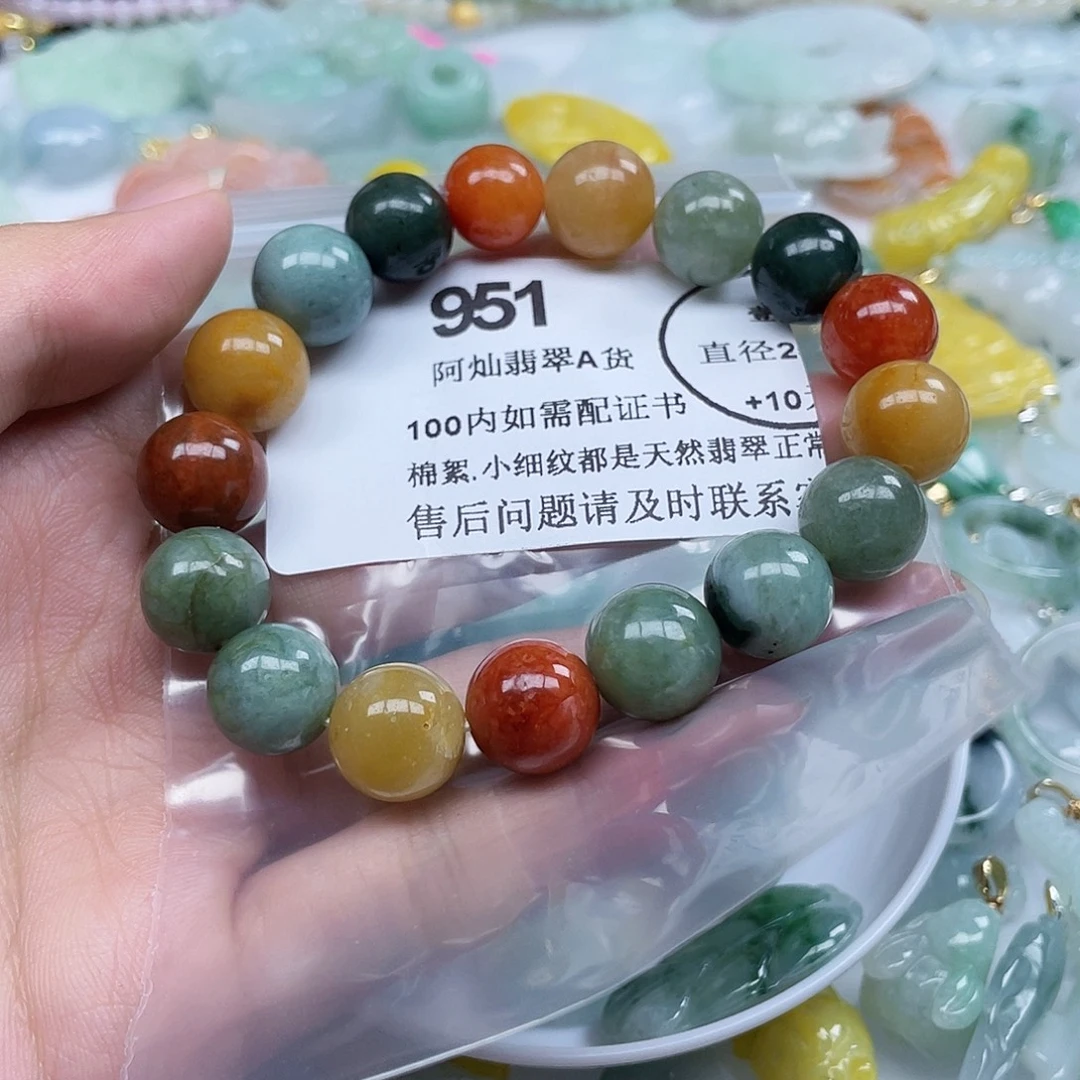 951
阿灿翡翠A货
直径2
100内如需配证书
+10
棉絮.小细纹都是天然翡翠正常
售后问题请及时联系